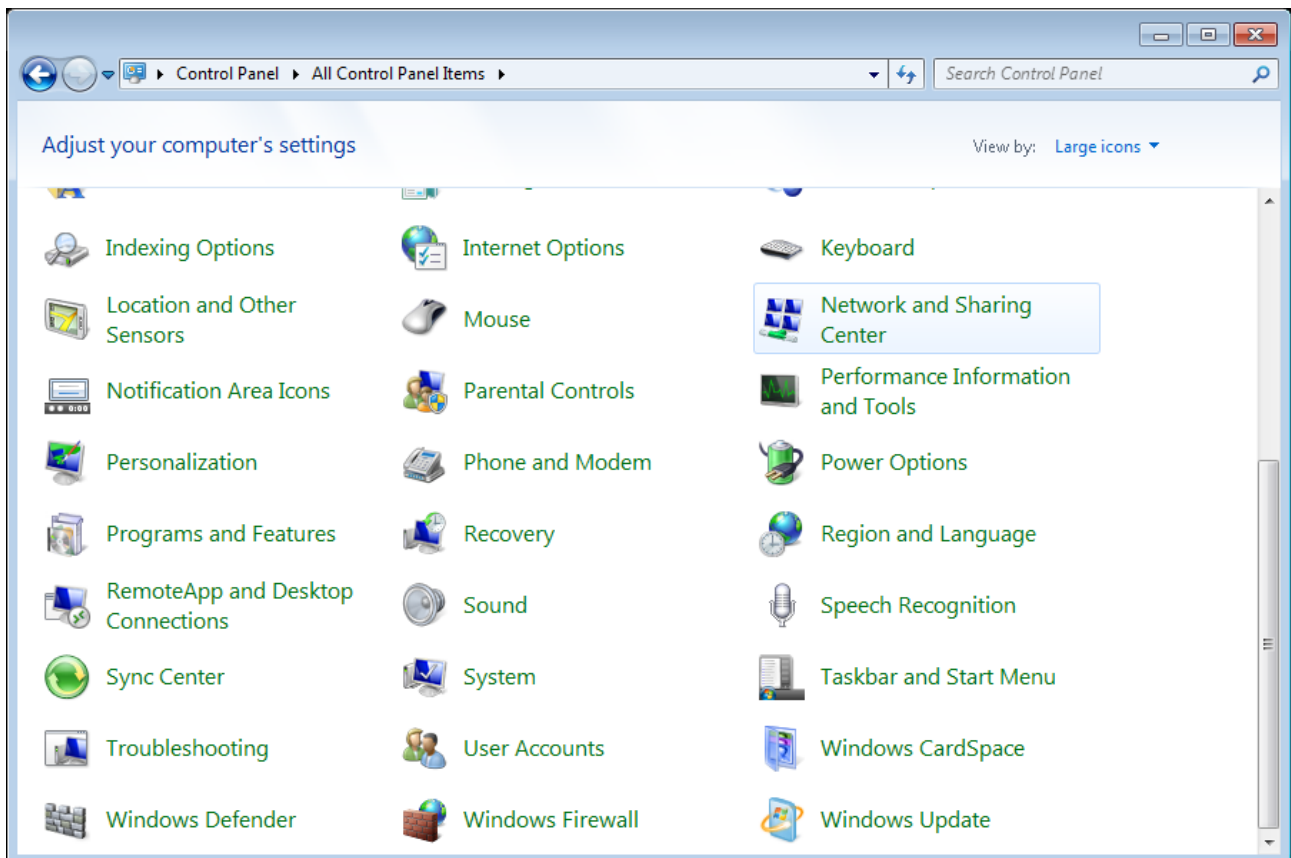 Control Panel ▸ All Control Panel Items ▸ Search Control Panel
Adjust your computer's settings View by: Large icons
Indexing Options Internet Options Keyboard
Location and Other
Sensors
Mouse
Network and Sharing
Center
Notification Area Icons Parental Controls
Performance Information
and Tools
Personalization Phone and Modem Power Options
Programs and Features Recovery Region and Language
RemoteApp and Desktop
Connections
Sound Speech Recognition
Sync Center System Taskbar and Start Menu
Troubleshooting User Accounts Windows CardSpace
Windows Defender Windows Firewall Windows Update